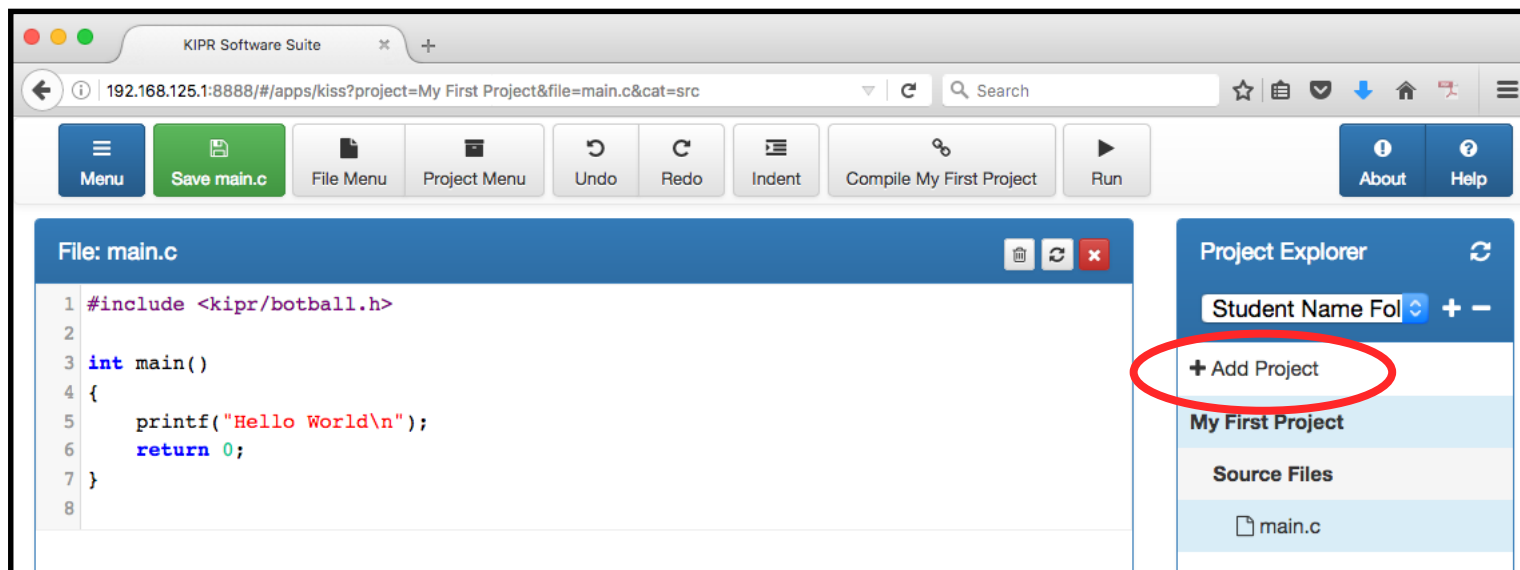 KIPR Software Suite
192.168.125.1:8888/#/apps/kiss?project=My First Project&file=main.c&cat=src
Search
Menu
Save main.c
File Menu
Project Menu
Undo
Redo
Indent
Compile My First Project
Run
About
Help
File: main.c
1 #include <kipr/botball.h>
2
3 int main()
4 {
5     printf("Hello World\n");
6     return 0;
7 }
8
Project Explorer
Student Name Fol
Add Project
My First Project
Source Files
main.c